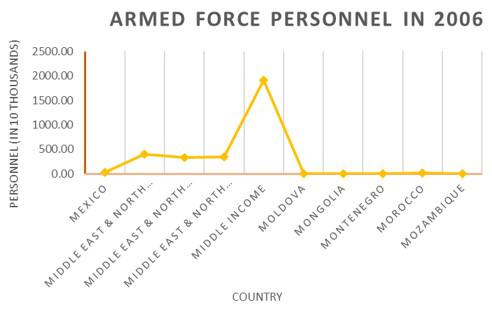 ARMED FORCE PERSONNEL IN 2006
PERSONNEL (IN 10 THOUSANDS)
2500.00
2000.00
1500.00
1000.00
500.00
0.00
MEXICO
MIDDLE EAST & NORTH...
MIDDLE EAST & NORTH...
MIDDLE EAST & NORTH...
MIDDLE INCOME
MOLDOVA
MONGOLIA
MONTENEGRO
MOROCCO
MOZAMBIQUE
COUNTRY